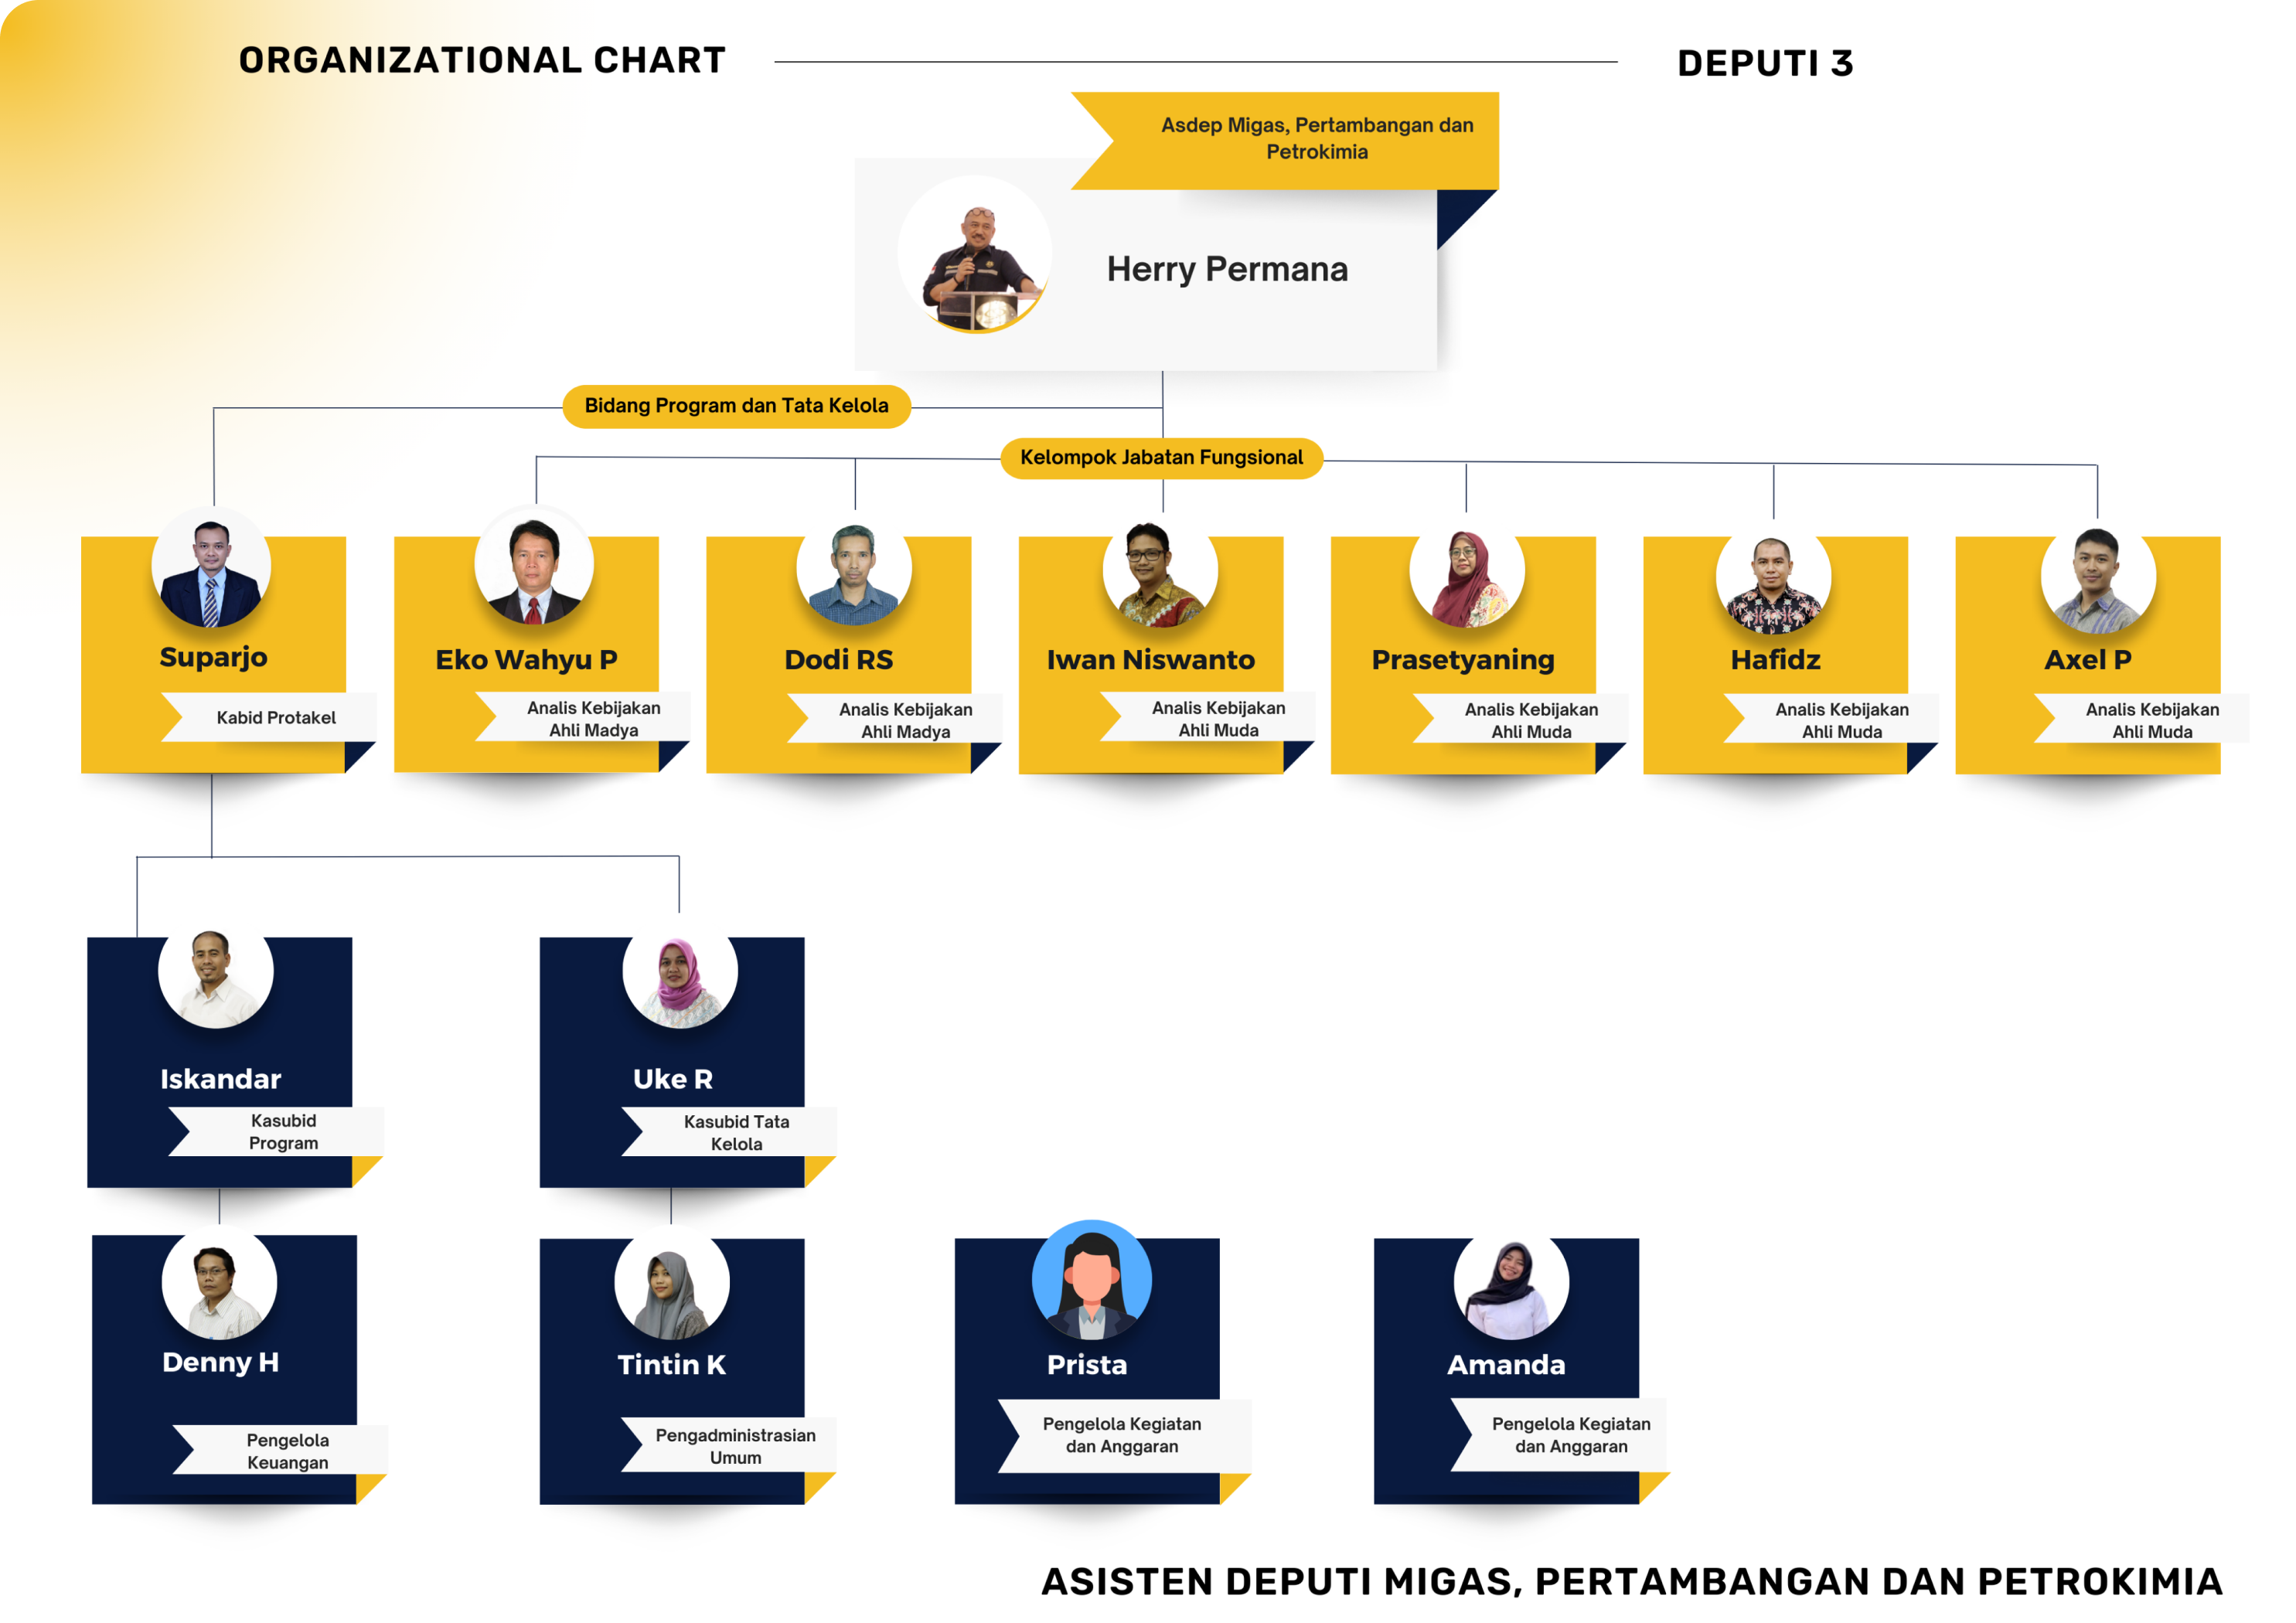 ORGANIZATIONAL CHART
DEPUTI 3
Asdep Migas, Pertambangan dan
Petrokimia
Herry Permana
Bidang Program dan Tata Kelola
Kelompok Jabatan Fungsional
Suparjo
Kabid Protakel
Eko Wahyu P
Analis Kebijakan
Ahli Madya
Dodi RS
Analis Kebijakan
Ahli Madya
Iwan Niswanto
Analis Kebijakan
Ahli Muda
Prasetyaning
Analis Kebijakan
Ahli Muda
Hafidz
Analis Kebijakan
Ahli Muda
Axel P
Analis Kebijakan
Ahli Muda
Iskandar
Kasubid
Program
Uke R
Kasubid Tata
Kelola
Denny H
Pengelola
Keuangan
Tintin K
Pengadministrasian
Umum
Prista
Pengelola Kegiatan
dan Anggaran
Amanda
Pengelola Kegiatan
dan Anggaran
ASISTEN DEPUTI MIGAS, PERTAMBANGAN DAN PETROKIMIA